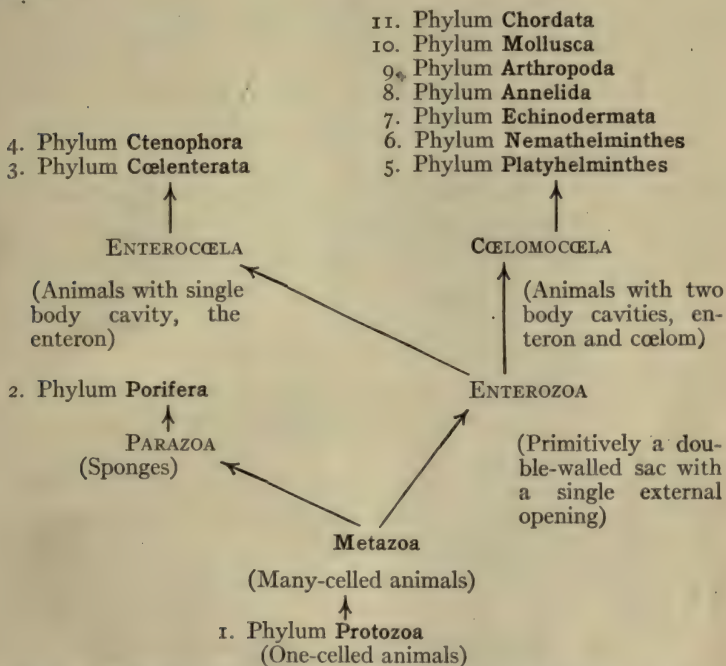 11. Phylum Chordata
10. Phylum Mollusca
9. Phylum Arthropoda
8. Phylum Annelida
7. Phylum Echinodermata
6. Phylum Nemathelminthes
5. Phylum Platyhelminthes
4. Phylum Ctenophora
3. Phylum Cœlenterata
ENTEROCŒLA
(Animals with single
body cavity, the
enteron)
CŒLOMOCŒLA
(Animals with two
body cavities, en-
teron and cœlom)
2. Phylum Porifera
PARAZOA
(Sponges)
ENTEROZOA
(Primitively a dou-
ble-walled sac with
a single external
opening)
Metazoa
(Many-celled animals)
1. Phylum Protozoa
(One-celled animals)